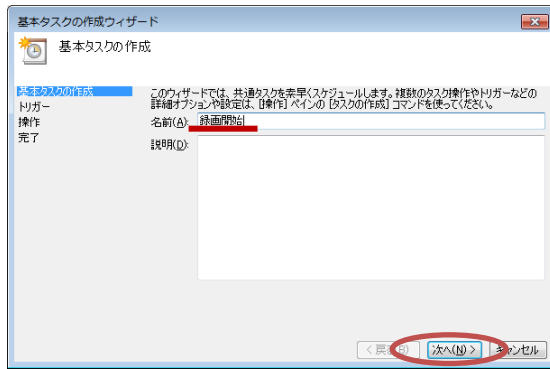 基本タスクの作成ウィザード
基本タスクの作成
基本タスクの作成
トリガー
操作
完了
このウィザードでは、共通タスクを素早くスケジュールします。複数のタスク操作やトリガーなどの
詳細オプションや設定は、[操作] ペインの [タスクの作成] コマンドを使ってください。
名前(A):
録画開始
説明(D):
< 戻る(B)
次へ(N) >
キャンセル